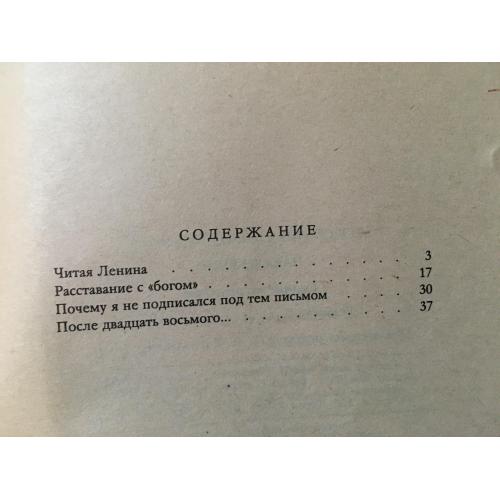 СОДЕРЖАНИЕ
Читая Ленина . . . . . . . . . . . . 3
Расставание с «богом» . . . . . . . . . 17
Почему я не подписался под тем письмом . . . . 30
После двадцать восьмого... . . . . . . . . 37